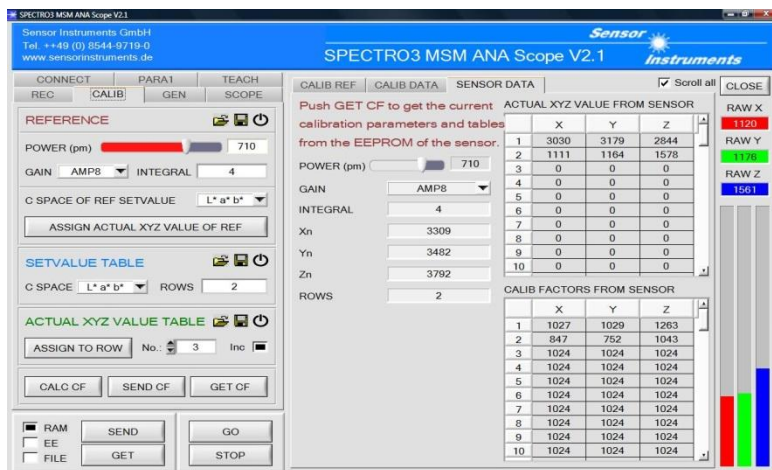 SPECTRO3 MSM ANA Scope V2.1
Sensor Instruments GmbH
Tel. ++49 (0) 8544-9719-0
www.sensorinstruments.de
SPECTRO3 MSM ANA Scope V2.1
Sensor
Instruments
CONNECT PARA1 TEACH
REC CALIB GEN SCOPE
REFERENCE
POWER (pm) 710
GAIN AMP8 INTEGRAL 4
C SPACE OF REF SETVALUE L* a* b*
ASSIGN ACTUAL XYZ VALUE OF REF
SETVALUE TABLE
C SPACE L* a* b* ROWS 2
ACTUAL XYZ VALUE TABLE
ASSIGN TO ROW No.: 3 Inc
CALC CF SEND CF GET CF
RAM
EE
FILE
SEND GO
GET STOP
CALIB REF CALIB DATA SENSOR DATA Scroll all
Push GET CF to get the current
calibration parameters and tables
from the EEPROM of the sensor.
POWER (pm) 710
GAIN AMP8
INTEGRAL 4
Xn 3309
Yn 3482
Zn 3792
ROWS 2
ACTUAL XYZ VALUE FROM SENSOR
X Y Z
1 3030 3179 2844
2 1111 1164 1578
3 0 0 0
4 0 0 0
5 0 0 0
6 0 0 0
7 0 0 0
8 0 0 0
9 0 0 0
10 0 0 0
CALIB FACTORS FROM SENSOR
X Y Z
1 1027 1029 1263
2 847 752 1043
3 1024 1024 1024
4 1024 1024 1024
5 1024 1024 1024
6 1024 1024 1024
7 1024 1024 1024
8 1024 1024 1024
9 1024 1024 1024
10 1024 1024 1024
CLOSE
RAW X
1120
RAW Y
1176
RAW Z
1561